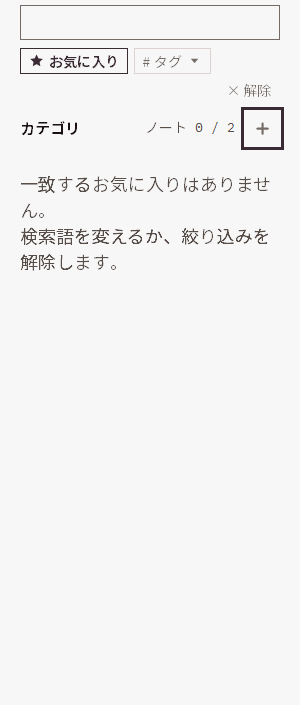 ★ お気に入り # タグ ▼
× 解除
カテゴリ ノート 0 / 2 +
一致するお気に入りはありませ
ん。
検索語を変えるか、絞り込みを
解除します。